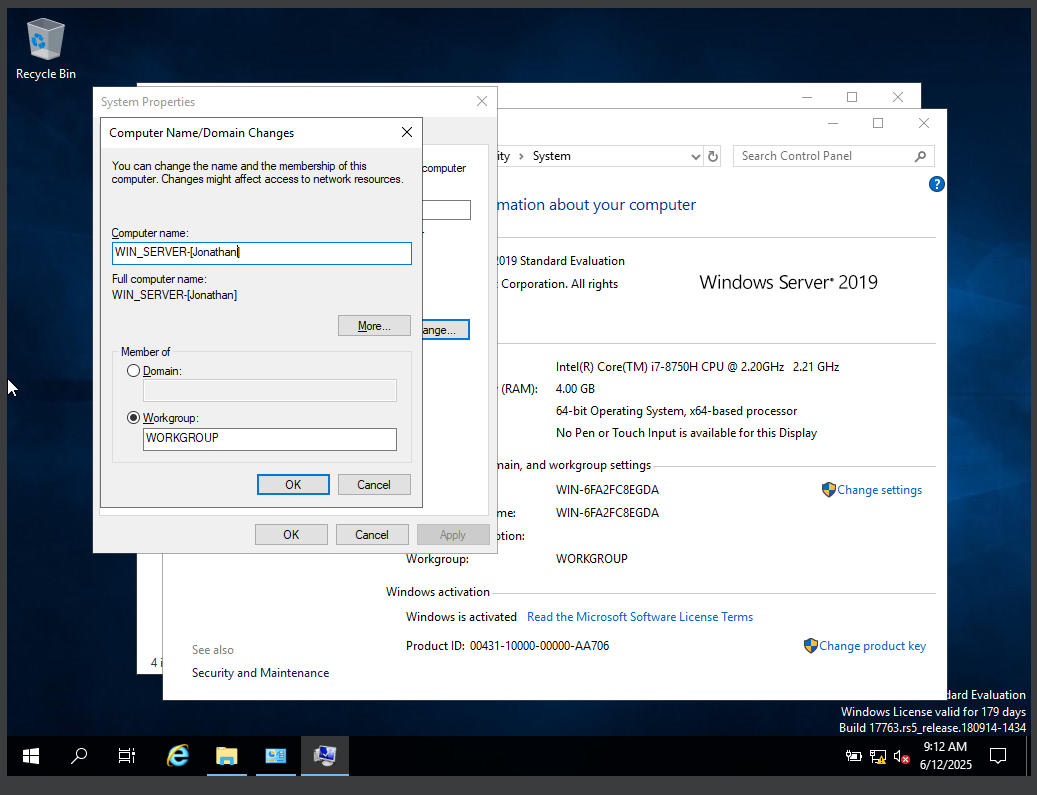 Recycle Bin
System Properties
Computer Name/Domain Changes
You can change the name and the membership of this
computer. Changes might affect access to network resources.
Computer name:
WIN_SERVER-[Jonathan]
Full computer name:
WIN_SERVER-[Jonathan]
More...
Member of
Domain:
Workgroup:
WORKGROUP
OK Cancel
computer
ange...
OK Cancel Apply
ity > System
Search Control Panel
?
mation about your computer
2019 Standard Evaluation
Corporation. All rights
Windows Server 2019
Intel(R) Core(TM) i7-8750H CPU @ 2.20GHz 2.21 GHz
(RAM): 4.00 GB
64-bit Operating System, x64-based processor
No Pen or Touch Input is available for this Display
main, and workgroup settings
WIN-6FA2FC8EGDA
Change settings
me: WIN-6FA2FC8EGDA
ption:
Workgroup: WORKGROUP
Windows activation
Windows is activated Read the Microsoft Software License Terms
Product ID: 00431-10000-00000-AA706
Change product key
See also
Security and Maintenance
4 i
dard Evaluation
Windows License valid for 179 days
Build 17763.rs5_release.180914-1434
9:12 AM
6/12/2025